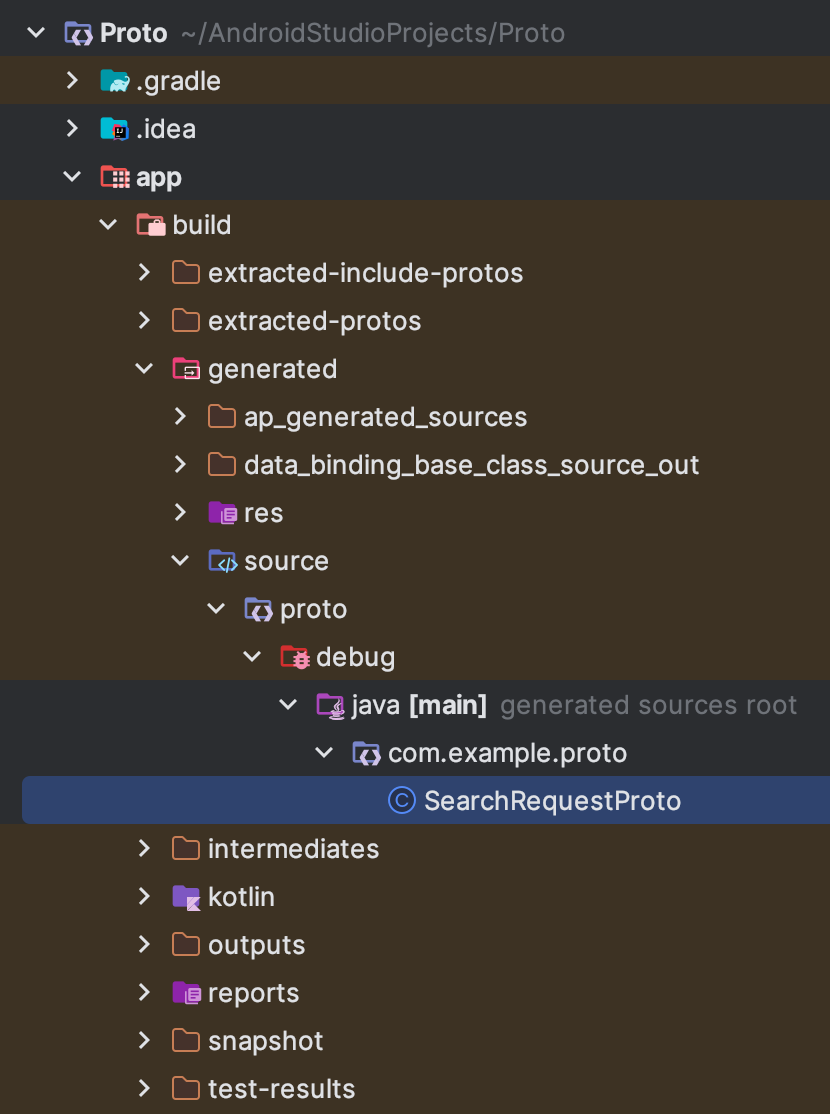 Proto ~/AndroidStudioProjects/Proto
.gradle
.idea
app
build
extracted-include-protos
extracted-protos
generated
ap_generated_sources
data_binding_base_class_source_out
res
source
proto
debug
java [main] generated sources root
com.example.proto
SearchRequestProto
intermediates
kotlin
outputs
reports
snapshot
test-results